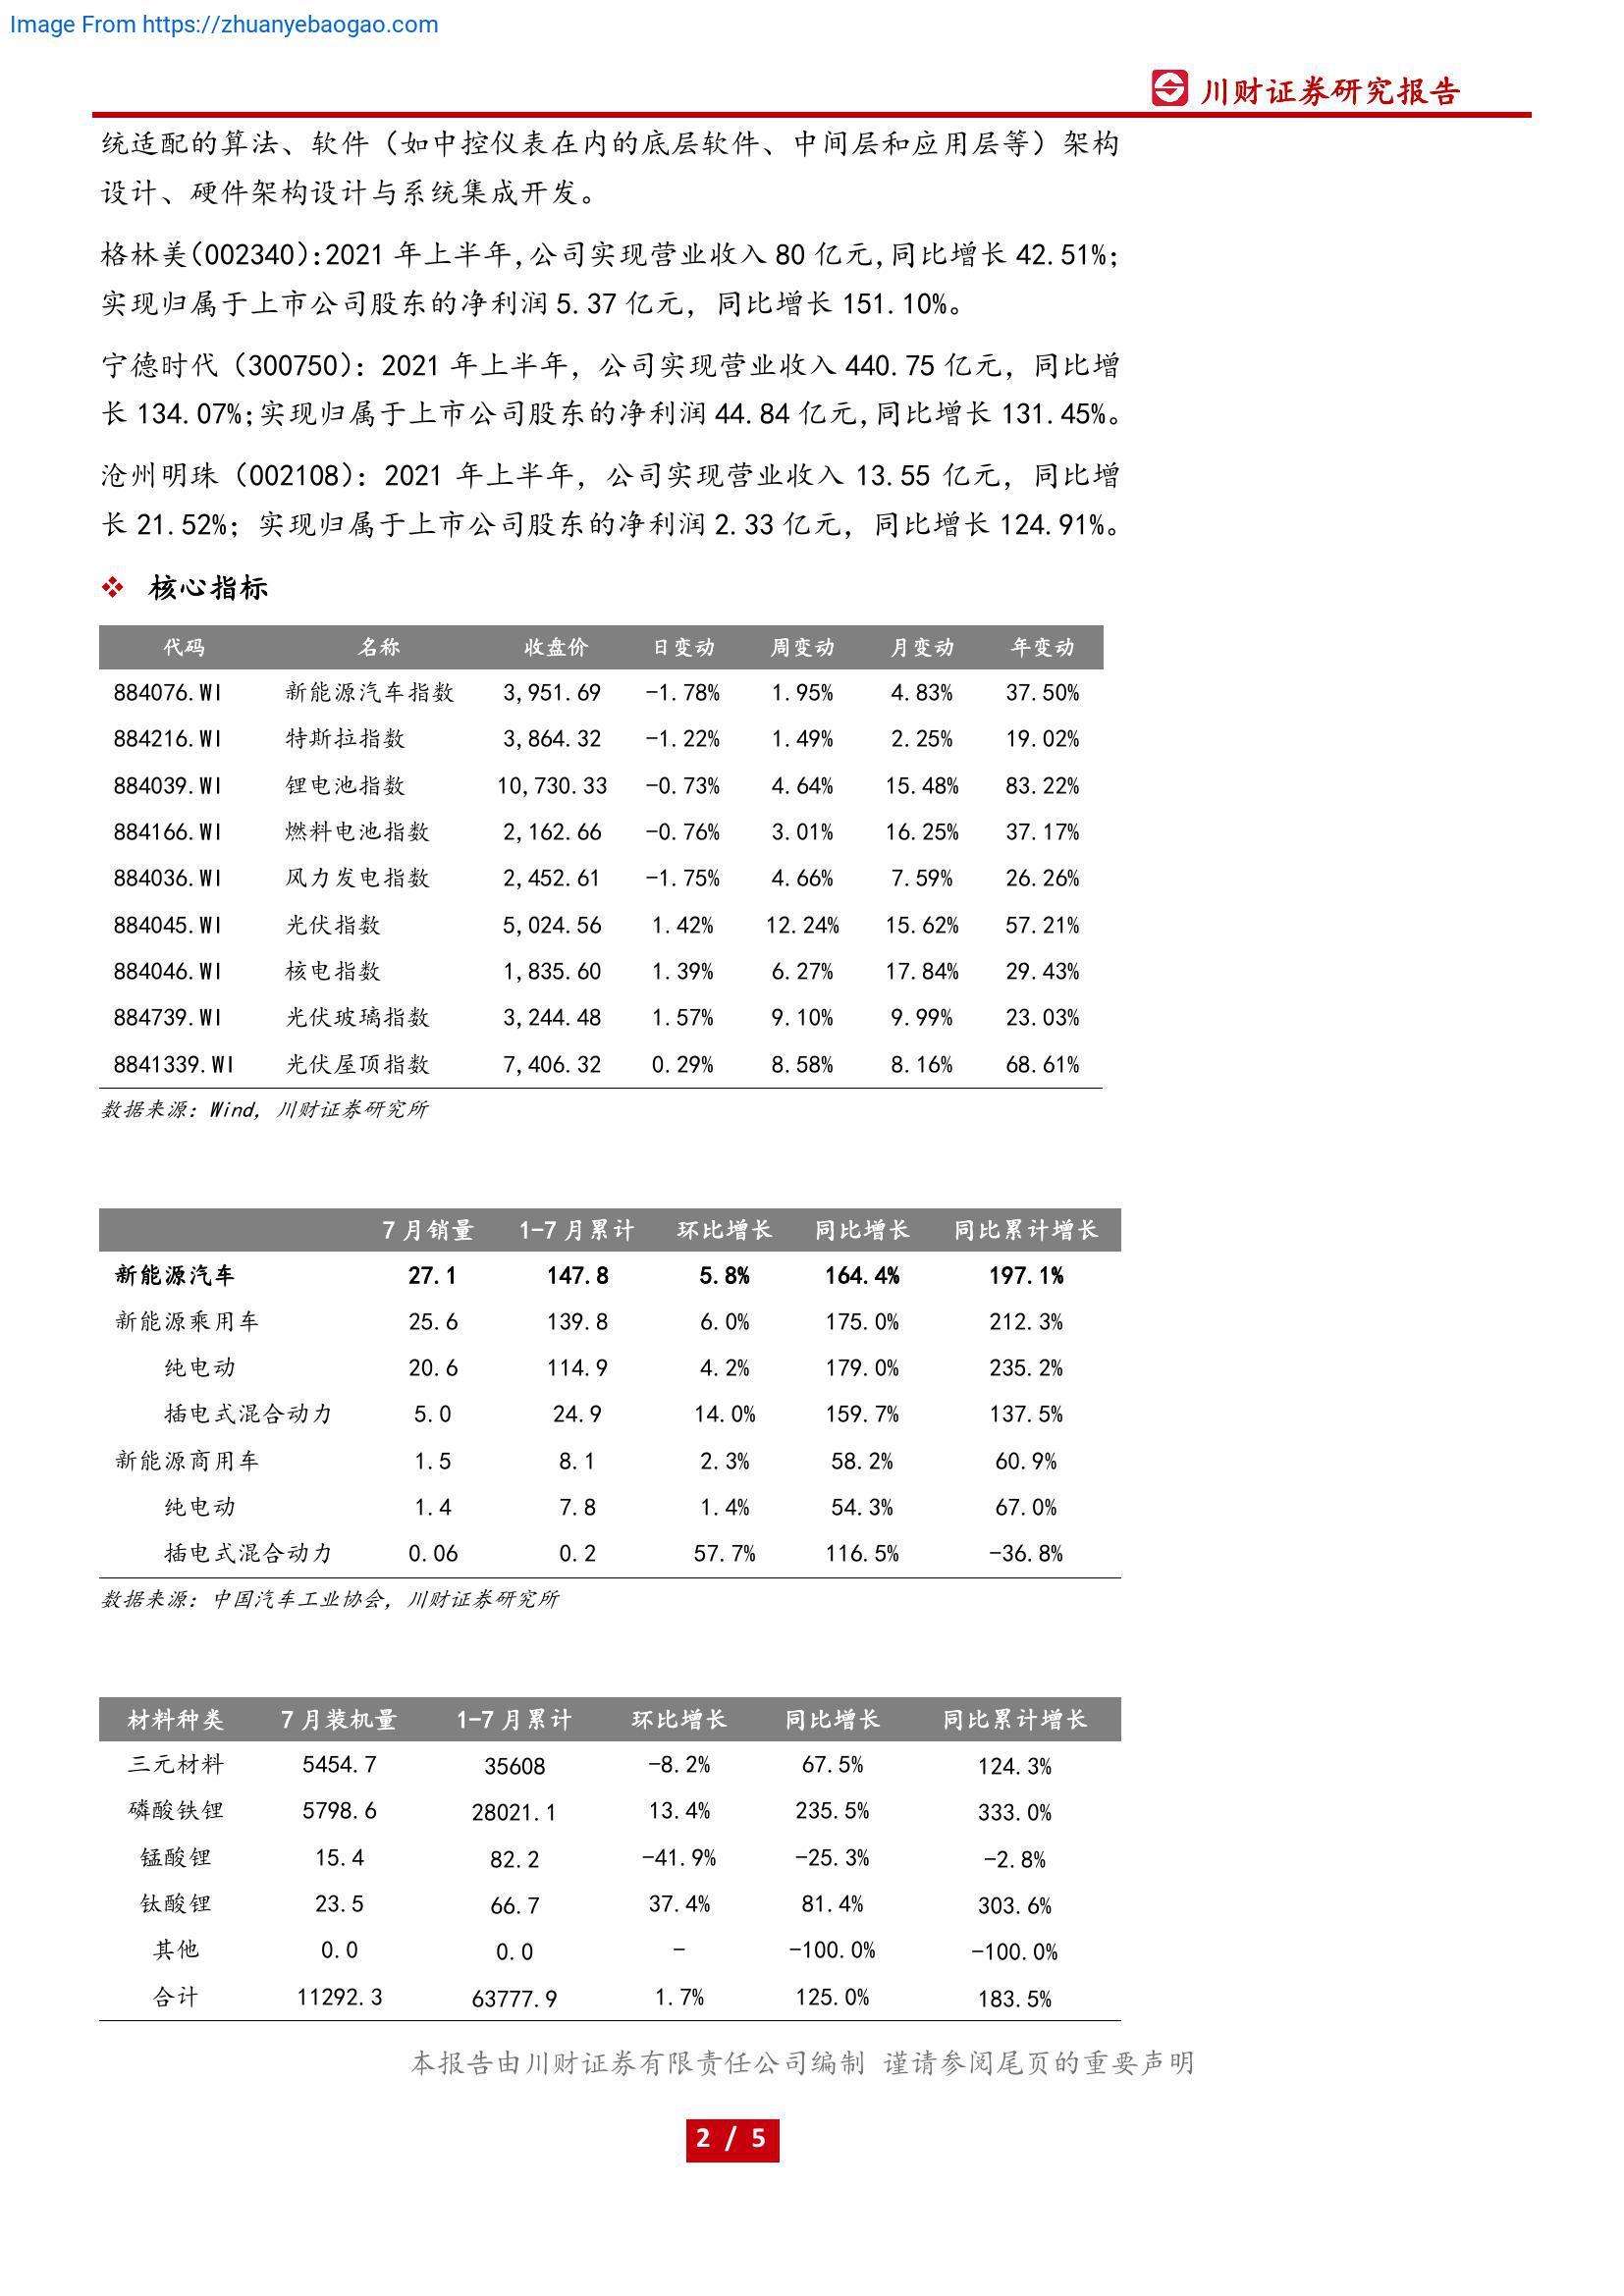 Image From https://zhuanyebaogao.com
川财证券研究报告
统适配的算法、软件（如中控仪表在内的底层软件、中间层和应用层等）架构
设计、硬件架构设计与系统集成开发。
格林美(002340):2021 年上半年,公司实现营业收入 80 亿元,同比增长 42.51%;
实现归属于上市公司股东的净利润 5.37 亿元，同比增长 151.10%。
宁德时代（300750）：2021 年上半年，公司实现营业收入 440.75 亿元，同比增
长 134.07%;实现归属于上市公司股东的净利润 44.84 亿元,同比增长 131.45%。
沧州明珠（002108）：2021 年上半年，公司实现营业收入 13.55 亿元，同比增
长 21.52%；实现归属于上市公司股东的净利润 2.33 亿元，同比增长 124.91%。
❖ 核心指标
代码 名称 收盘价 日变动 周变动 月变动 年变动
884076.WI 新能源汽车指数 3,951.69 -1.78% 1.95% 4.83% 37.50%
884216.WI 特斯拉指数 3,864.32 -1.22% 1.49% 2.25% 19.02%
884039.WI 锂电池指数 10,730.33 -0.73% 4.64% 15.48% 83.22%
884166.WI 燃料电池指数 2,162.66 -0.76% 3.01% 16.25% 37.17%
884036.WI 风力发电指数 2,452.61 -1.75% 4.66% 7.59% 26.26%
884045.WI 光伏指数 5,024.56 1.42% 12.24% 15.62% 57.21%
884046.WI 核电指数 1,835.60 1.39% 6.27% 17.84% 29.43%
884739.WI 光伏玻璃指数 3,244.48 1.57% 9.10% 9.99% 23.03%
8841339.WI 光伏屋顶指数 7,406.32 0.29% 8.58% 8.16% 68.61%
数据来源：Wind，川财证券研究所
7 月销量 1-7 月累计 环比增长 同比增长 同比累计增长
新能源汽车 27.1 147.8 5.8% 164.4% 197.1%
新能源乘用车 25.6 139.8 6.0% 175.0% 212.3%
纯电动 20.6 114.9 4.2% 179.0% 235.2%
插电式混合动力 5.0 24.9 14.0% 159.7% 137.5%
新能源商用车 1.5 8.1 2.3% 58.2% 60.9%
纯电动 1.4 7.8 1.4% 54.3% 67.0%
插电式混合动力 0.06 0.2 57.7% 116.5% -36.8%
数据来源：中国汽车工业协会，川财证券研究所
材料种类 7 月装机量 1-7 月累计 环比增长 同比增长 同比累计增长
三元材料 5454.7 35608 -8.2% 67.5% 124.3%
磷酸铁锂 5798.6 28021.1 13.4% 235.5% 333.0%
锰酸锂 15.4 82.2 -41.9% -25.3% -2.8%
钛酸锂 23.5 66.7 37.4% 81.4% 303.6%
其他 0.0 0.0 - -100.0% -100.0%
合计 11292.3 63777.9 1.7% 125.0% 183.5%
本报告由川财证券有限责任公司编制 谨请参阅尾页的重要声明
2 / 5